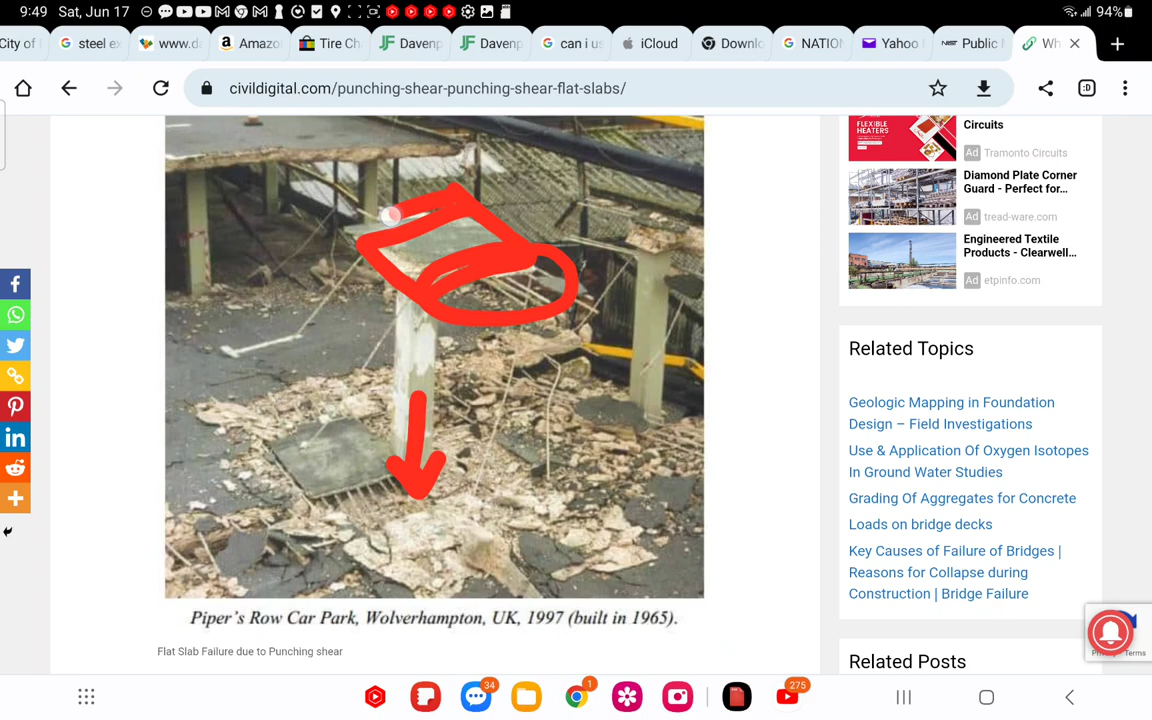 9:49 Sat, Jun 17
94%
City of
steel e
www.d
Amazo
Tire Ch
Davenp
Davenp
can i u
iCloud
Downl
NATIO
Yahoo
Public
Wh
civildigital.com/punching-shear-punching-shear-flat-slabs/
FLEXIBLE
HEATERS
Circuits
Ad Tramonto Circuits
Diamond Plate Corner
Guard - Perfect for...
Ad tread-ware.com
Engineered Textile
Products - Clearwell...
Ad etpinfo.com
Related Topics
Geologic Mapping in Foundation
Design – Field Investigations
Use & Application Of Oxygen Isotopes
In Ground Water Studies
Grading Of Aggregates for Concrete
Loads on bridge decks
Key Causes of Failure of Bridges |
Reasons for Collapse during
Construction | Bridge Failure
Piper's Row Car Park, Wolverhampton, UK, 1997 (built in 1965).
Flat Slab Failure due to Punching shear
Related Posts
Terms
34
1
275